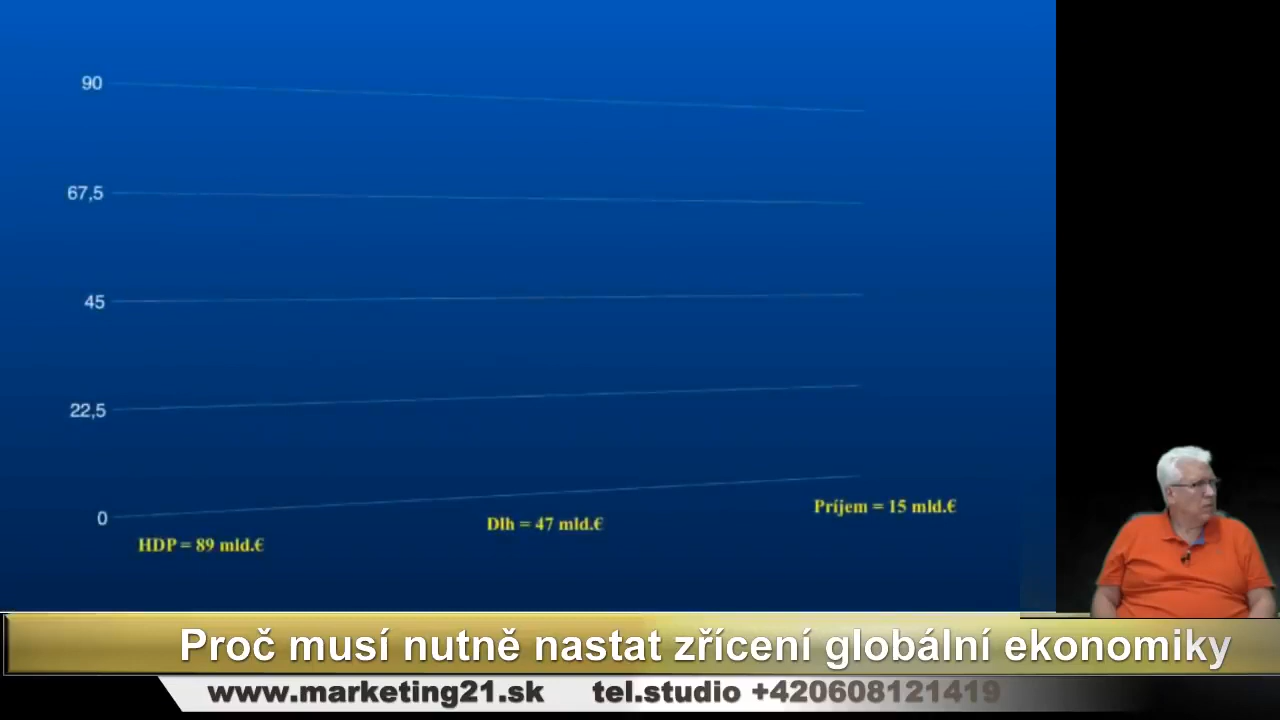 90
67,5
45
22,5
0
HDP = 89 mld.€
Dlh = 47 mld.€
Príjem = 15 mld.€
Proč musí nutně nastat zřícení globální ekonomiky
www.marketing21.sk tel.studio +420608121419